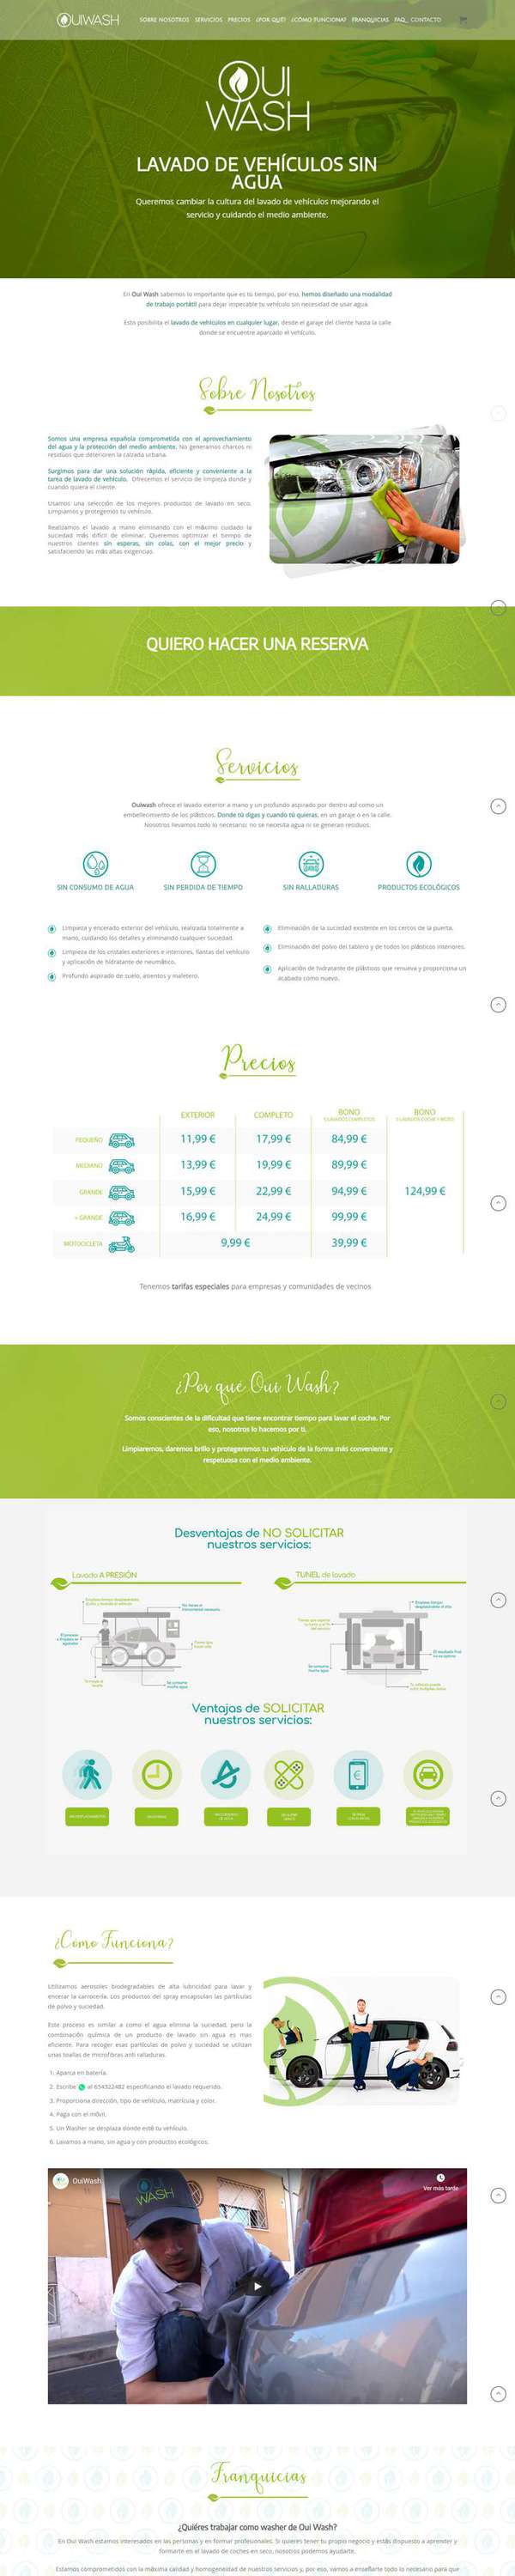 OUIWASH
SOBRE NOSOTROS SERVICIOS PRECIOS ¿POR QUÉ? ¿CÓMO FUNCIONA? FRANQUICIAS FAQ_ CONTACTO
OUI
WASH
LAVADO DE VEHÍCULOS SIN
AGUA
Queremos cambiar la cultura del lavado de vehículos mejorando el
servicio y cuidando el medio ambiente.
En Oui Wash sabemos lo importante que es tu tiempo, por eso, hemos diseñado una modalidad
de trabajo portátil para dejar impecable tu vehículo sin necesidad de usar agua.
Esto posibilita el lavado de vehículos en cualquier lugar, desde el garaje del cliente hasta la calle
donde se encuentre aparcado el vehículo.
Sobre Nosotros
Somos una empresa española comprometida con el aprovechamiento
del agua y la protección del medio ambiente. No generamos charcos ni
residuos que deterioren la calzada urbana.
Surgimos para dar una solución rápida, eficiente y conveniente a la
tarea de lavado de vehículo. Ofrecemos el servicio de limpieza donde y
cuando quiera el cliente.
Usamos una selección de los mejores productos de lavado en seco.
Limpiamos y protegemos tu vehículo.
Realizamos el lavado a mano eliminando con el máximo cuidado la
suciedad más difícil de eliminar. Queremos optimizar el tiempo de
nuestros clientes sin esperas, sin colas, con el mejor precio y
satisfaciendo las más altas exigencias.
QUIERO HACER UNA RESERVA
Servicios
Ouiwash ofrece el lavado exterior a mano y un profundo aspirado por dentro así como un
embellecimiento de los plásticos. Donde tú digas y cuando tú quieras, en un garaje o en la calle.
Nosotros llevamos todo lo necesario: no se necesita agua ni se generan residuos.
SIN CONSUMO DE AGUA
SIN PERDIDA DE TIEMPO
SIN RALLADURAS
PRODUCTOS ECOLÓGICOS
Limpieza y encerado exterior del vehículo, realizada totalmente a
mano, cuidando los detalles y eliminando cualquier suciedad.
Limpieza de los cristales exteriores e interiores, llantas del vehículo
y aplicación de hidratante de neumático.
Profundo aspirado de suelo, asientos y maletero.
Eliminación de la suciedad existente en los cercos de la puerta.
Eliminación del polvo del tablero y de todos los plásticos interiores.
Aplicación de hidratante de plásticos que renueva y proporciona un
acabado como nuevo.
Precios
EXTERIOR COMPLETO BONO BONO
PEQUEÑO 11,99 € 17,99 € 84,99 €
MEDIANO 13,99 € 19,99 € 89,99 €
GRANDE 15,99 € 22,99 € 94,99 € 124,99 €
+ GRANDE 16,99 € 24,99 € 99,99 €
MOTOCICLETA 9,99 € 39,99 €
Tenemos tarifas especiales para empresas y comunidades de vecinos
¿Por qué Oui Wash?
Somos conscientes de la dificultad que tiene encontrar tiempo para lavar el coche. Por
eso, nosotros lo hacemos por ti.
Limpiaremos, daremos brillo y protegeremos tu vehículo de la forma más conveniente y
respetuosa con el medio ambiente.
Desventajas de NO SOLICITAR
nuestros servicios:
Lavado A PRESIÓN
TUNEL de lavado
Ventajas de SOLICITAR
nuestros servicios:
¿Cómo Funciona?
Utilizamos aerosoles biodegradables de alta lubricidad para lavar y
encerar la carrocería. Los productos del spray encapsulan las partículas
de polvo y suciedad.
Este proceso es similar a como el agua elimina la suciedad, pero la
combinación química de un producto de lavado sin agua es mas
eficiente. Para recoger esas partículas de polvo y suciedad se utilizan
unas toallas de microfibras anti ralladuras.
1. Aparca en batería.
2. Escribe al 654322482 especificando el lavado requerido.
3. Proporciona dirección, tipo de vehículo, matrícula y color.
4. Paga con el móvil.
5. Un Washer se desplaza donde esté tu vehículo.
6. Lavamos a mano, sin agua y con productos ecológicos.
OuiWash
Ver más tarde
WASH
Franquicias
¿Quiéres trabajar como washer de Oui Wash?
En Oui Wash estamos interesados en las personas y en formar profesionales. Si quieres tener tu propio negocio y estás dispuesto a aprender y
formarte en el lavado de coches en seco, nosotros podemos ayudarte.
Estamos comprometidos con la máxima calidad y homogeneidad de nuestros servicios y, por eso, vamos a enseñarte todo lo necesario para que